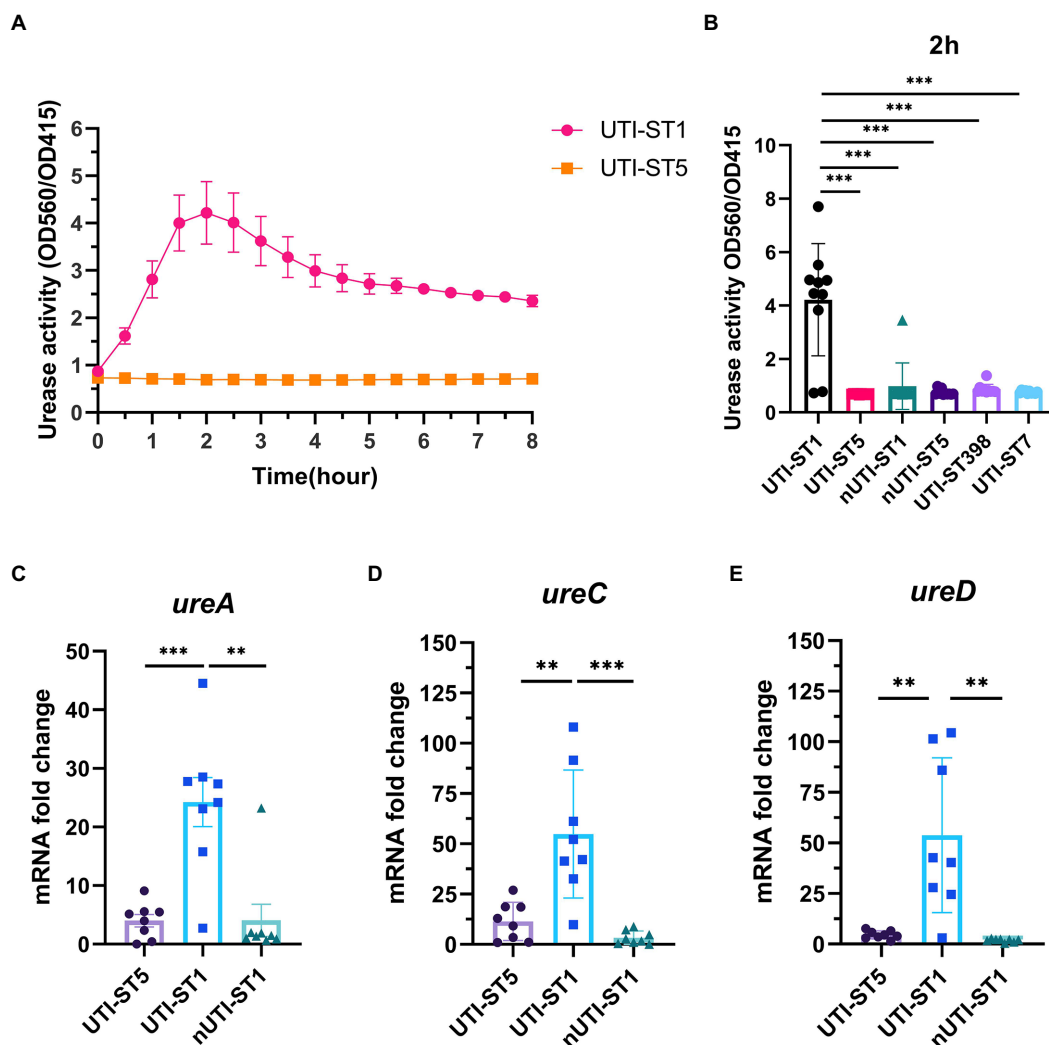 A
Urease activity (OD560/OD415)
6
5
4
3
2
1
0
0 1 2 3 4 5 6 7 8
Time(hour)
UTI-ST1
UTI-ST5
B
2h
Urease activity OD560/OD415
10
8
6
4
2
0
***
***
***
***
***
UTI-ST1
UTI-ST5
nUTI-ST1
nUTI-ST5
UTI-ST398
UTI-ST7
C
ureA
mRNA fold change
50
40
30
20
10
0
*** **
UTI-ST5
UTI-ST1
nUTI-ST1
D
ureC
mRNA fold change
150
125
100
75
50
25
0
** ***
UTI-ST5
UTI-ST1
nUTI-ST1
E
ureD
mRNA fold change
150
125
100
75
50
25
0
** **
UTI-ST5
UTI-ST1
nUTI-ST1